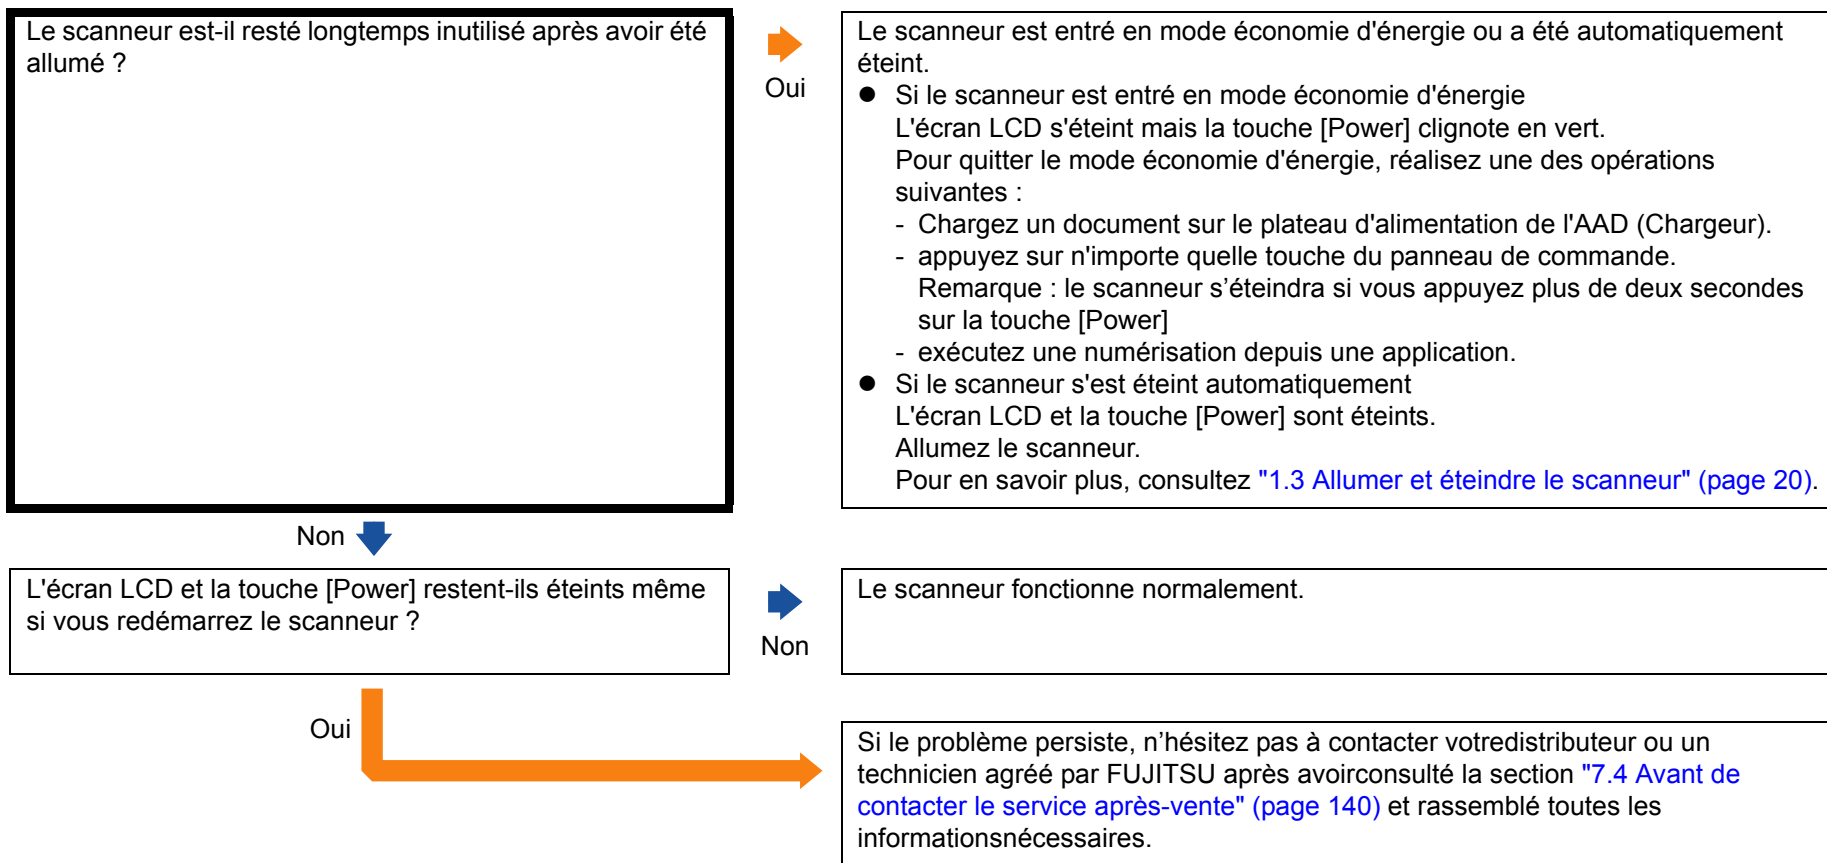 Le scanneur est-il resté longtemps inutilisé après avoir été
allumé ?
Oui
Le scanneur est entré en mode économie d'énergie ou a été automatiquement
éteint.
● Si le scanneur est entré en mode économie d'énergie
L'écran LCD s'éteint mais la touche [Power] clignote en vert.
Pour quitter le mode économie d'énergie, réalisez une des opérations
suivantes :
- Chargez un document sur le plateau d'alimentation de l'AAD (Chargeur).
- appuyez sur n'importe quelle touche du panneau de commande.
Remarque : le scanneur s’éteindra si vous appuyez plus de deux secondes
sur la touche [Power]
- exécutez une numérisation depuis une application.
● Si le scanneur s'est éteint automatiquement
L'écran LCD et la touche [Power] sont éteints.
Allumez le scanneur.
Pour en savoir plus, consultez "1.3 Allumer et éteindre le scanneur" (page 20).
Non
L'écran LCD et la touche [Power] restent-ils éteints même
si vous redémarrez le scanneur ?
Non
Le scanneur fonctionne normalement.
Oui
Si le problème persiste, n’hésitez pas à contacter votredistributeur ou un
technicien agréé par FUJITSU après avoirconsulté la section "7.4 Avant de
contacter le service après-vente" (page 140) et rassemblé toutes les
informationsnécessaires.